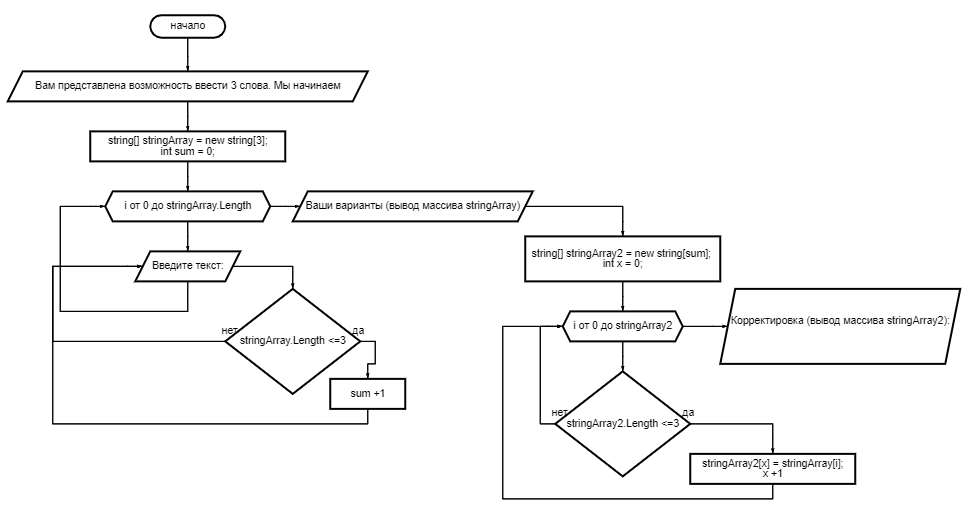 начало
Вам представлена возможность ввести 3 слова. Мы начинаем
string[] stringArray = new string[3];
int sum = 0;
i от 0 до stringArray.Length
Ваши варианты (вывод массива stringArray)
Введите текст:
нет
да
stringArray.Length <=3
sum +1
string[] stringArray2 = new string[sum];
int x = 0;
i от 0 до stringArray2
Корректировка (вывод массива stringArray2):
нет
да
stringArray2.Length <=3
stringArray2[x] = stringArray[i];
x +1